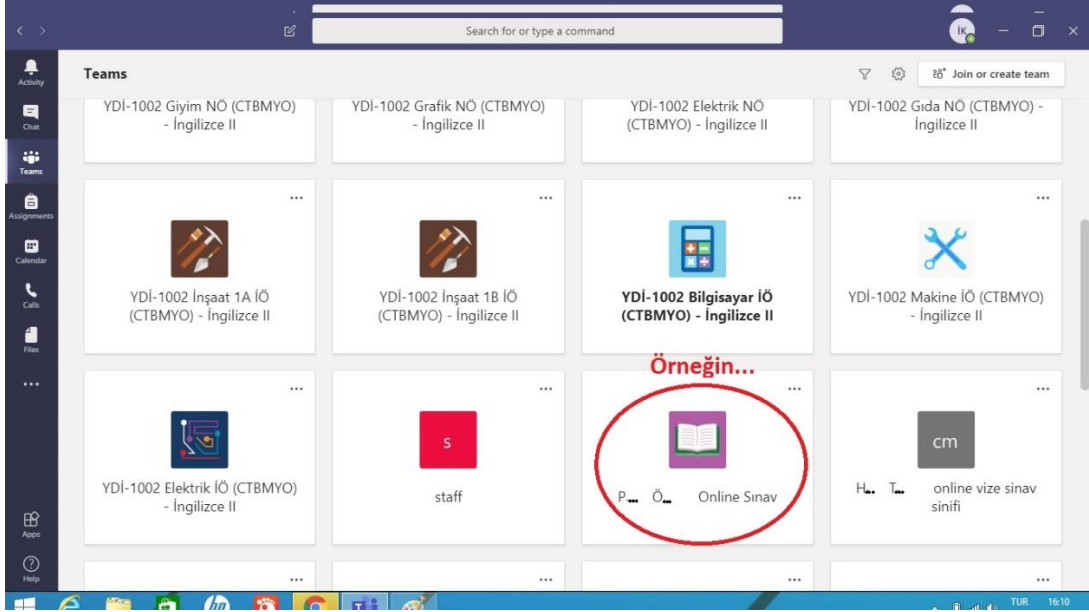 Search for or type a command
İK
Activity
Chat
Teams
Assignments
Calendar
Calls
Files
Apps
Help
Teams
Join or create team
YDİ-1002 Giyim NÖ (CTBMYO)
- İngilizce II
YDİ-1002 Grafik NÖ (CTBMYO)
- İngilizce II
YDİ-1002 Elektrik NÖ
(CTBMYO) - İngilizce II
YDİ-1002 Gıda NÖ (CTBMYO) -
İngilizce II
YDİ-1002 İnşaat 1A İÖ
(CTBMYO) - İngilizce II
YDİ-1002 İnşaat 1B İÖ
(CTBMYO) - İngilizce II
YDİ-1002 Bilgisayar İÖ
(CTBMYO) - İngilizce II
YDİ-1002 Makine İÖ (CTBMYO)
- İngilizce II
Örneğin...
YDİ-1002 Elektrik İÖ (CTBMYO)
- İngilizce II
s
staff
P... Ö... Online Sınav
cm
H... T... online vize sinav
sinifi
hp
TUR 16:10